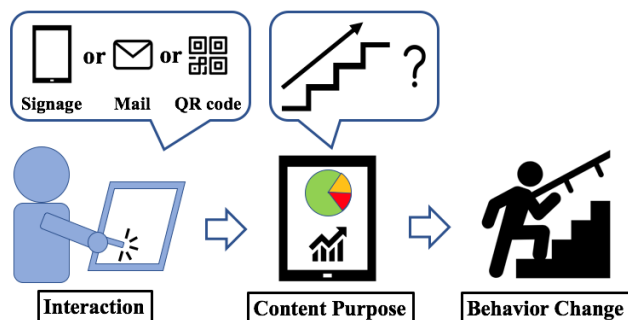 or or
Signage Mail QR code
?
Interaction Content Purpose Behavior Change